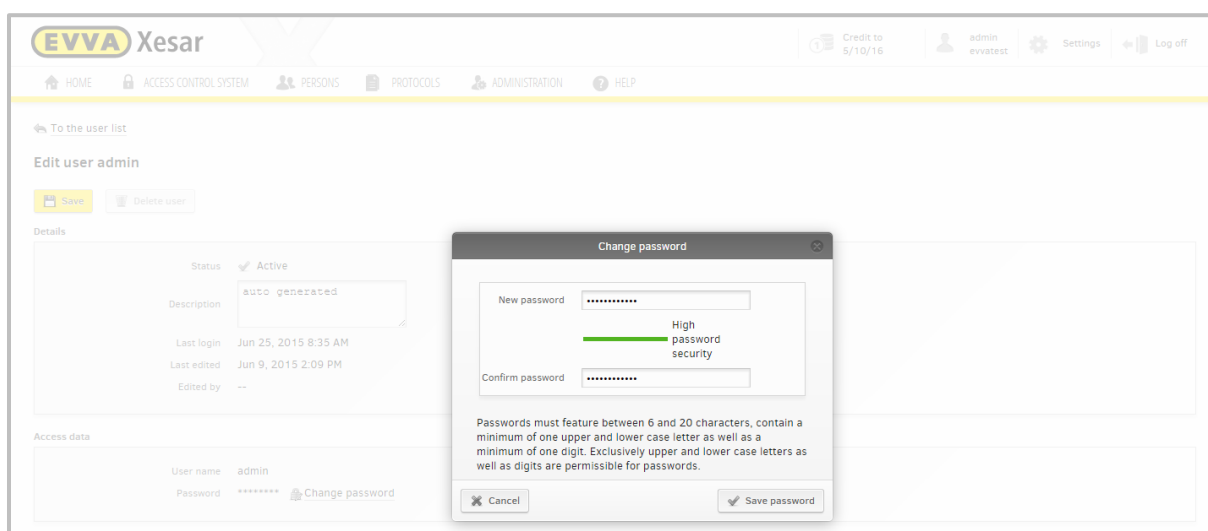 EVVA Xesar
1
Credit to
5/10/16
admin
evvatest
Settings
Log off
HOME
ACCESS CONTROL SYSTEM
PERSONS
PROTOCOLS
ADMINISTRATION
? HELP
To the user list
Edit user admin
Save
Delete user
Details
Status Active
Description auto generated
Last login Jun 25, 2015 8:35 AM
Last edited Jun 9, 2015 2:09 PM
Edited by --
Access data
User name admin
Password ******** Change password
Change password
New password ••••••••••••
High
password
security
Confirm password ••••••••••••
Passwords must feature between 6 and 20 characters, contain a
minimum of one upper and lower case letter as well as a
minimum of one digit. Exclusively upper and lower case letters as
well as digits are permissible for passwords.
Cancel
Save password